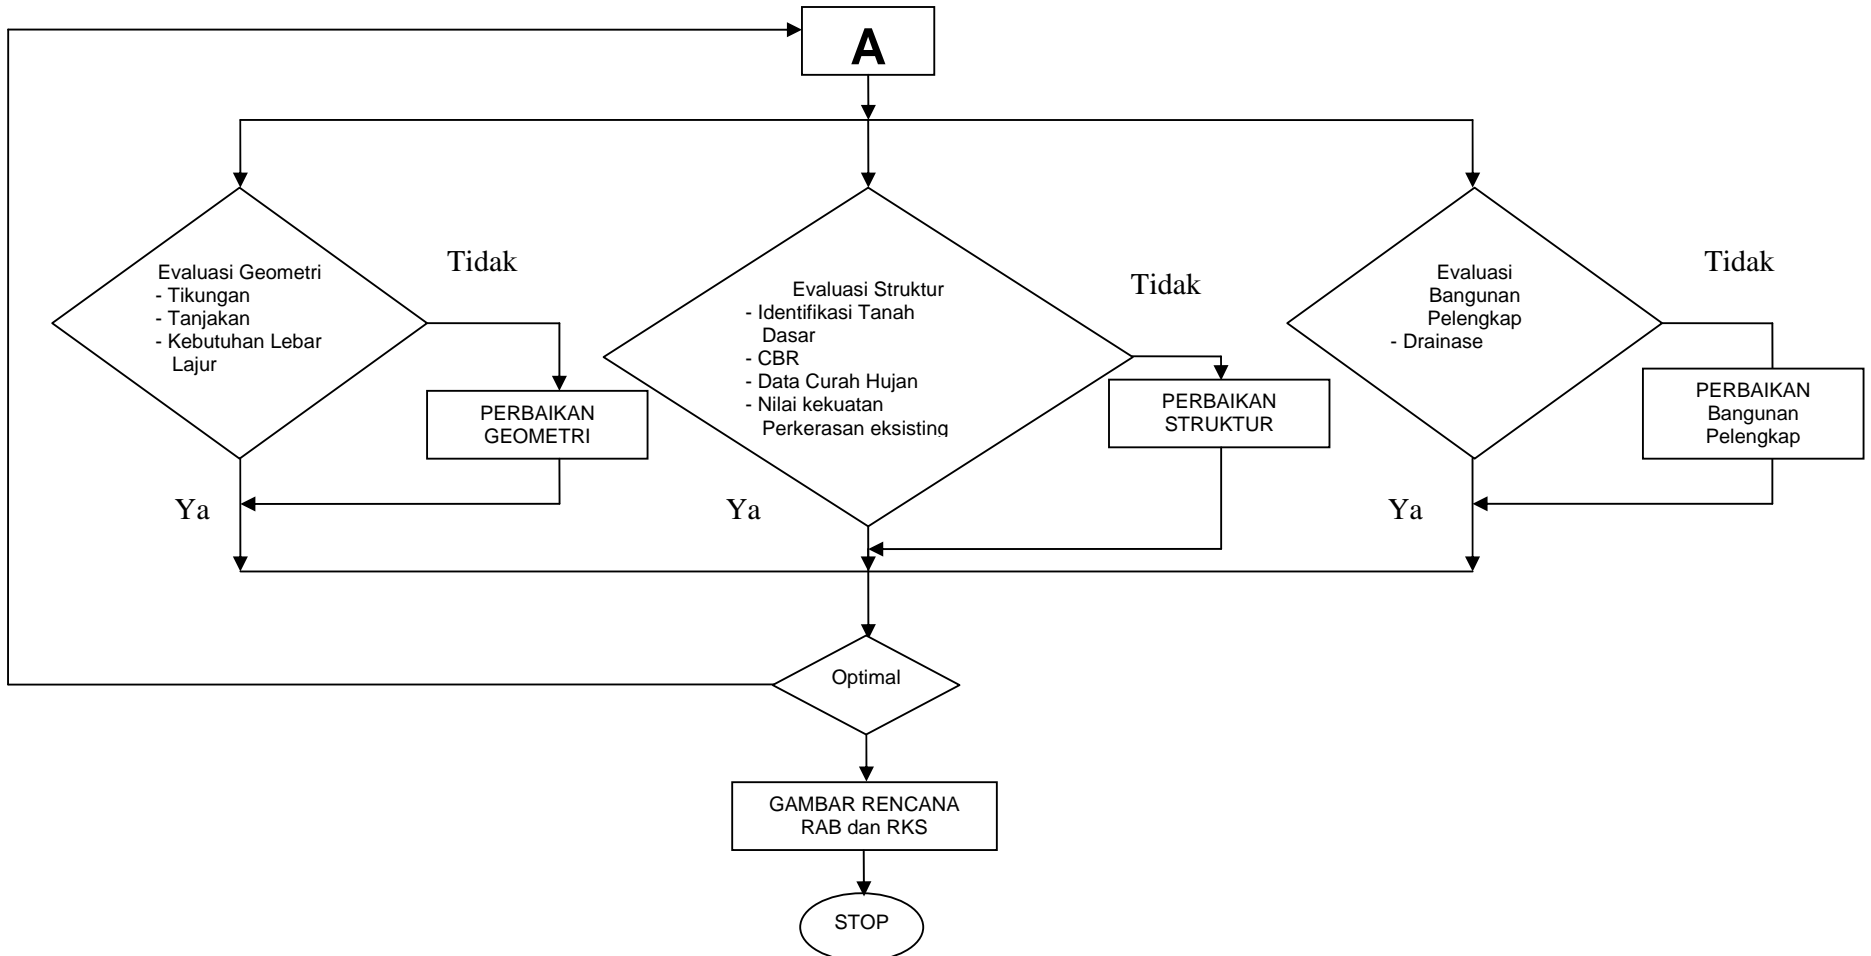 A
Evaluasi Geometri
- Tikungan
- Tanjakan
- Kebutuhan Lebar
Lajur
Tidak
PERBAIKAN
GEOMETRI
Ya
Evaluasi Struktur
- Identifikasi Tanah
Dasar
- CBR
- Data Curah Hujan
- Nilai kekuatan
Perkerasan eksisting
Tidak
PERBAIKAN
STRUKTUR
Ya
Evaluasi
Bangunan
Pelengkap
- Drainase
Tidak
PERBAIKAN
Bangunan
Pelengkap
Ya
Optimal
GAMBAR RENCANA
RAB dan RKS
STOP